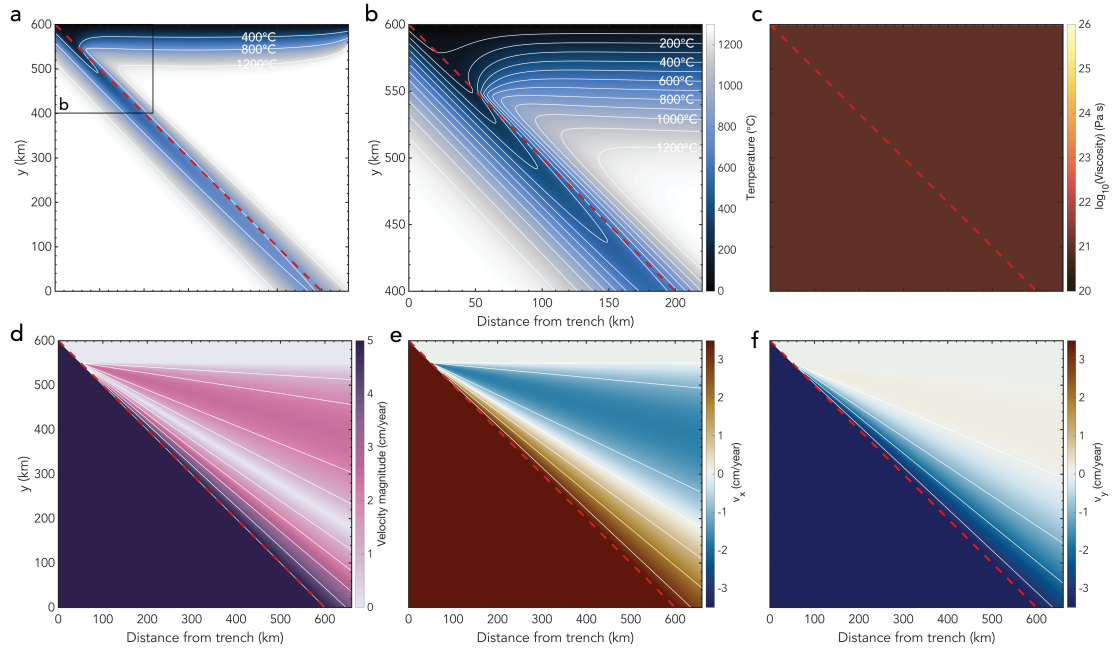 a
600
500
400
300
200
100
0
y (km)
400°C
800°C
1200°C
b
b
600
550
500
450
400
y (km)
0
50
100
150
200
Distance from trench (km)
200°C
400°C
600°C
800°C
1000°C
1200°C
1200
1000
800
600
400
200
0
Temperature (°C)
c
26
25
24
23
22
21
20
log10(Viscosity) (Pa s)
d
600
500
400
300
200
100
0
y (km)
0
100
200
300
400
500
600
Distance from trench (km)
5
4
3
2
1
0
Velocity magnitude (cm/year)
e
0
100
200
300
400
500
600
Distance from trench (km)
3
2
1
0
-1
-2
-3
vx (cm/year)
f
0
100
200
300
400
500
600
Distance from trench (km)
3
2
1
0
-1
-2
-3
vy (cm/year)